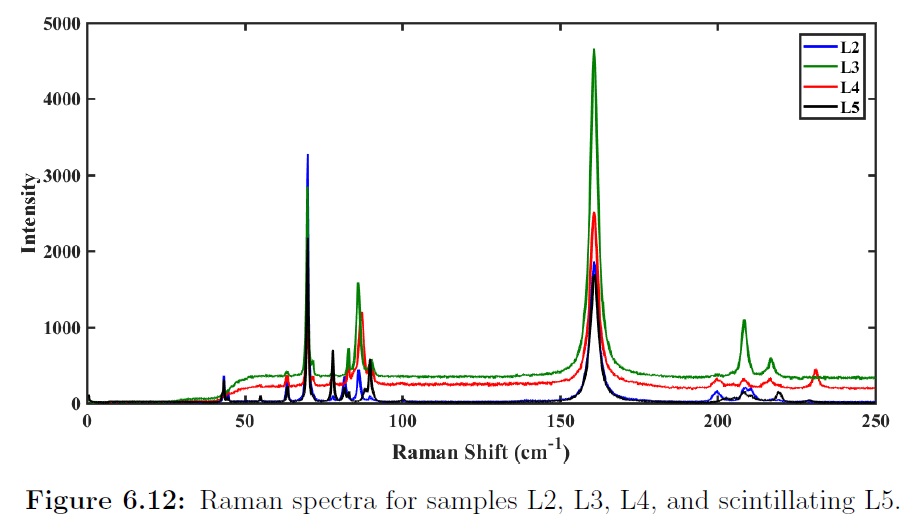 5000
4000
3000
2000
1000
0
Intensity
L2
L3
L4
L5
0 50 100 150 200 250
Raman Shift (cm-1)
Figure 6.12: Raman spectra for samples L2, L3, L4, and scintillating L5.